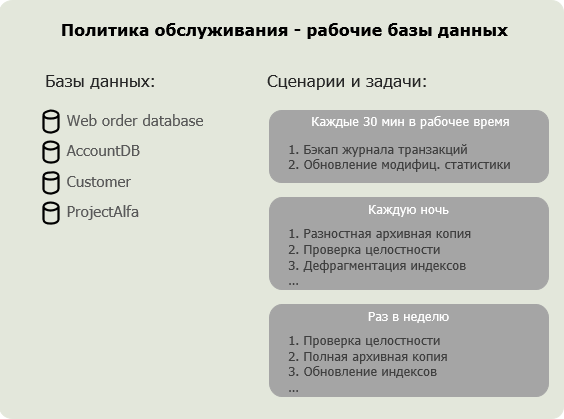 Политика обслуживания - рабочие базы данных
Базы данных:
Web order database
AccountDB
Customer
ProjectAlfa
Сценарии и задачи:
Каждые 30 мин в рабочее время
1. Бэкап журнала транзакций
2. Обновление модифиц. статистики
Каждую ночь
1. Разностная архивная копия
2. Проверка целостности
3. Дефрагментация индексов
...
Раз в неделю
1. Проверка целостности
2. Полная архивная копия
3. Обновление индексов
...